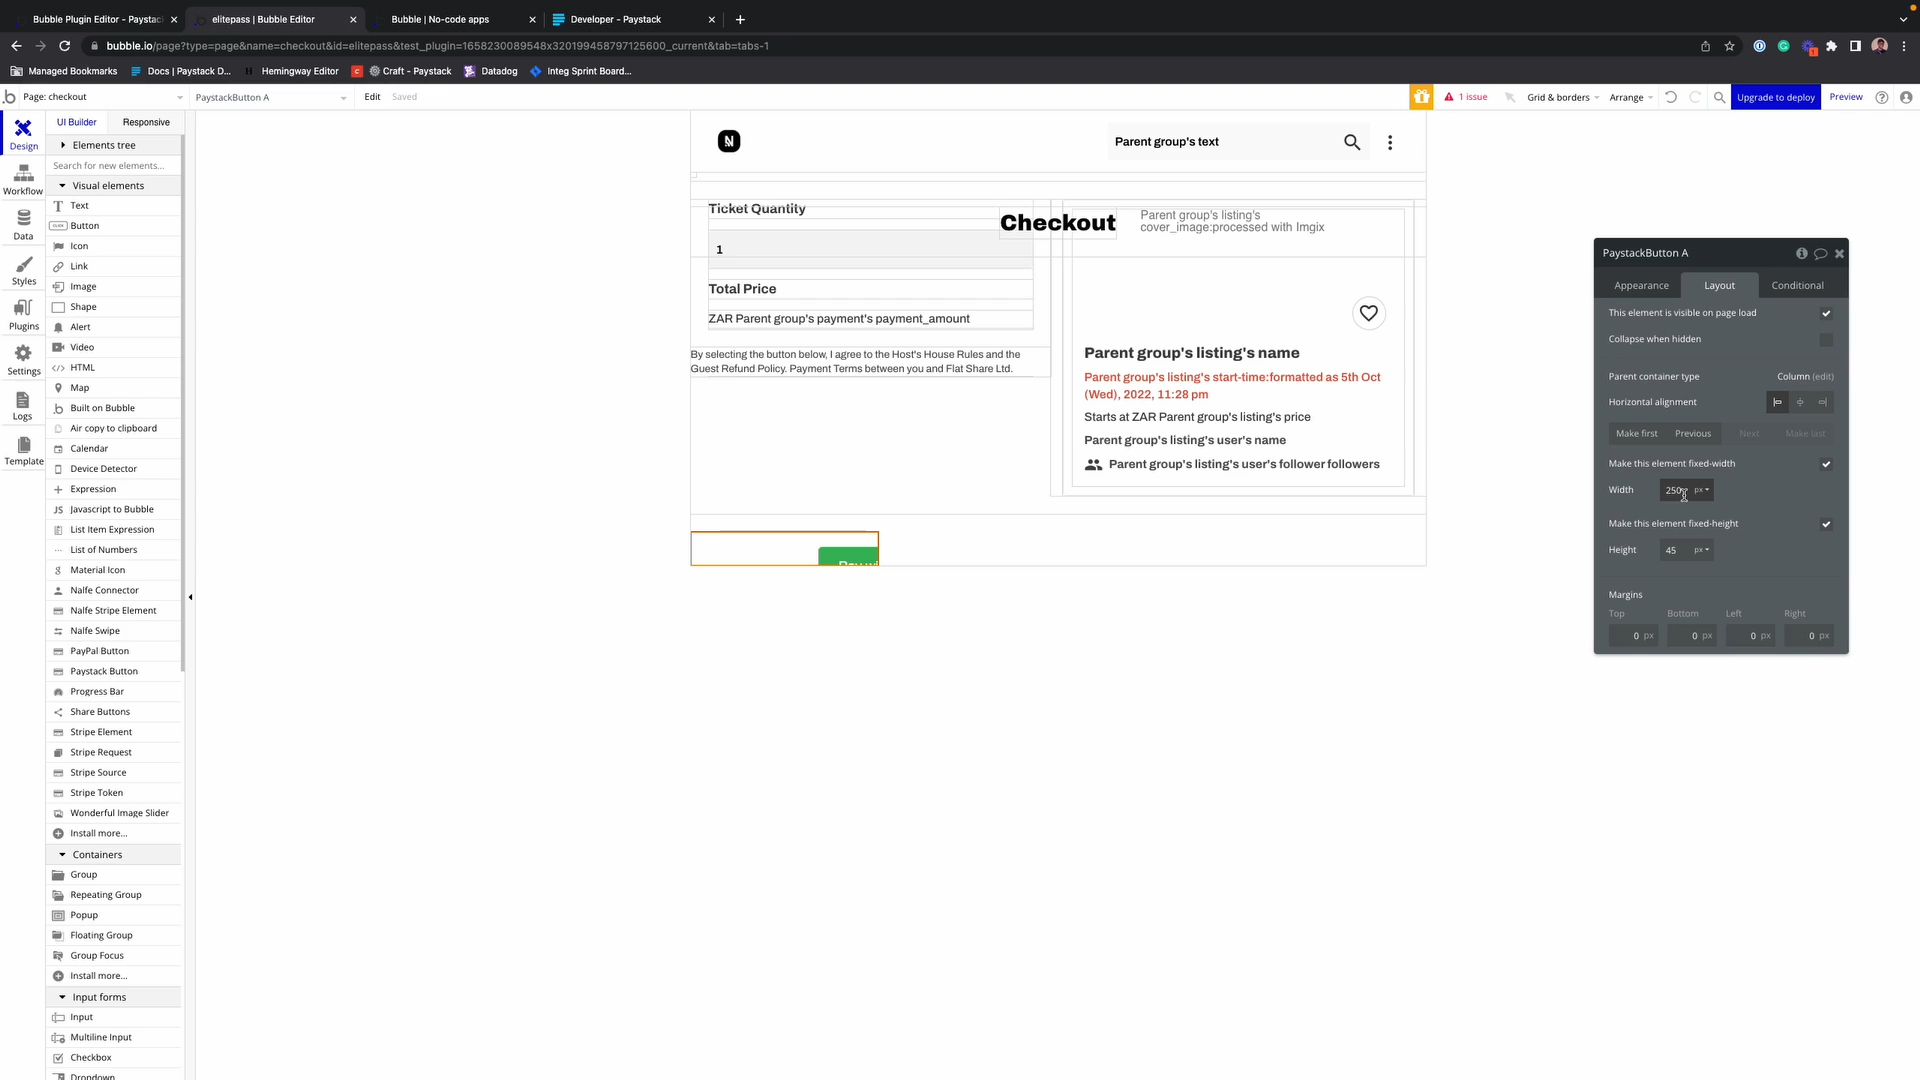 Bubble Plugin Editor - Paystac
elitepass | Bubble Editor
Bubble | No-code apps
Developer - Paystack
bubble.io/page?type=page&name=checkout&id=elitepass&test_plugin=1658230089548x320199458797125600_current&tab=tabs-1
Managed Bookmarks
Docs | Paystack D...
Hemingway Editor
Craft - Paystack
Datadog
Integ Sprint Board...
Page: checkout
PaystackButton A
Edit
Saved
1 issue
Grid & borders
Arrange
Upgrade to deploy
Preview
Design
Workflow
Data
Styles
Plugins
Settings
Logs
Template
UI Builder
Responsive
Elements tree
Search for new elements...
Visual elements
Text
Button
Icon
Link
Image
Shape
Alert
Video
HTML
Map
Built on Bubble
Air copy to clipboard
Calendar
Device Detector
Expression
JS Javascript to Bubble
List Item Expression
List of Numbers
Material Icon
Nalfe Connector
Nalfe Stripe Element
Nalfe Swipe
PayPal Button
Paystack Button
Progress Bar
Share Buttons
Stripe Element
Stripe Request
Stripe Source
Stripe Token
Wonderful Image Slider
Install more...
Containers
Group
Repeating Group
Popup
Floating Group
Group Focus
Install more...
Input forms
Input
Multiline Input
Checkbox
Dropdown
N
Parent group's text
Ticket Quantity
1
Total Price
ZAR Parent group's payment's payment_amount
By selecting the button below, I agree to the Host's House Rules and the
Guest Refund Policy. Payment Terms between you and Flat Share Ltd.
Checkout
Parent group's listing's
cover_image:processed with Imgix
Parent group's listing's name
Parent group's listing's start-time:formatted as 5th Oct
(Wed), 2022, 11:28 pm
Starts at ZAR Parent group's listing's price
Parent group's listing's user's name
Parent group's listing's user's follower followers
PaystackButton A
Appearance
Layout
Conditional
This element is visible on page load
Collapse when hidden
Parent container type
Column (edit)
Horizontal alignment
Make first
Previous
Next
Make last
Make this element fixed-width
Width
250
px
Make this element fixed-height
Height
45
px
Margins
Top
Bottom
Left
Right
0 px
0 px
0 px
0 px